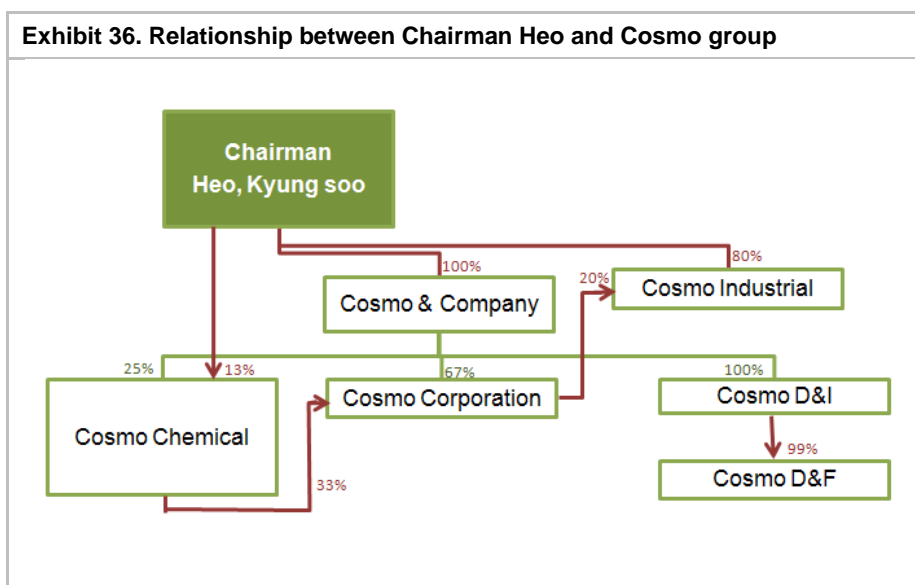 Exhibit 36. Relationship between Chairman Heo and Cosmo group
Chairman
Heo, Kyung soo
100%
80%
Cosmo & Company
20%
Cosmo Industrial
25%
13%
67%
100%
Cosmo Chemical
Cosmo Corporation
Cosmo D&I
33%
99%
Cosmo D&F